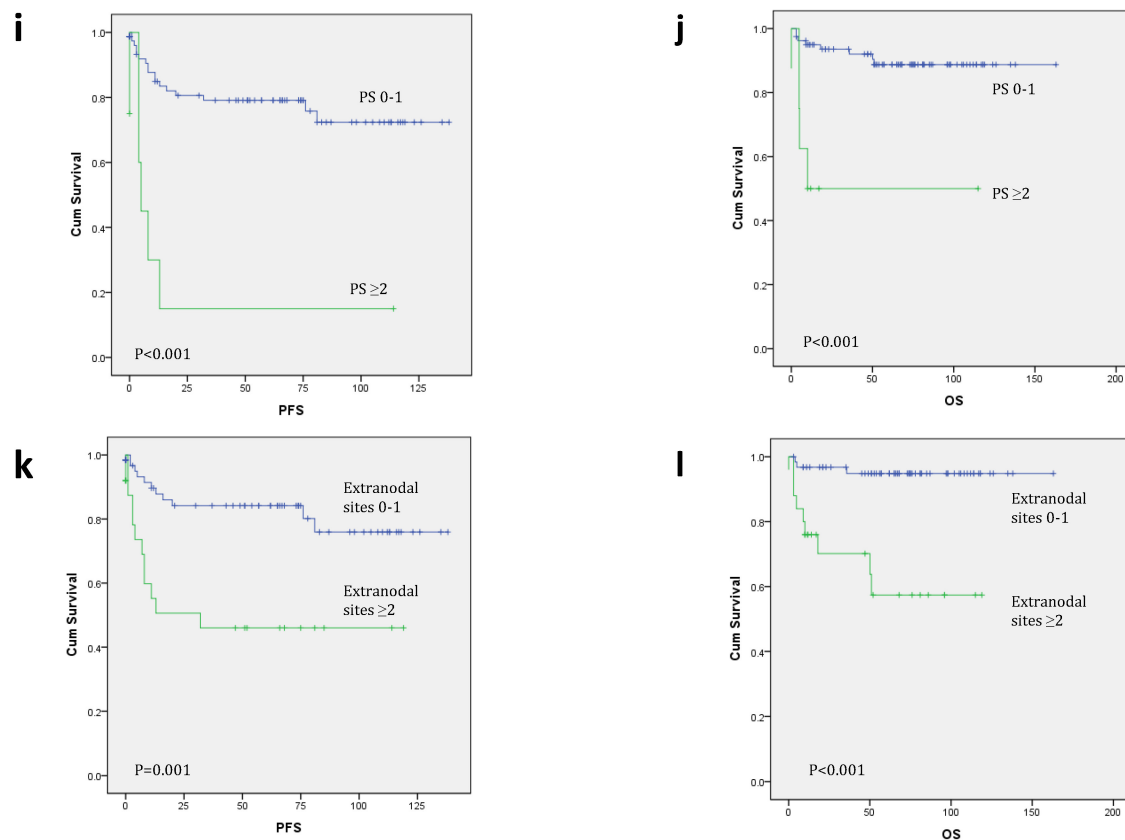 i
1.0
0.8
0.6
0.4
0.2
0.0
Cum Survival
PS 0-1
PS ≥2
P<0.001
0 25 50 75 100 125
PFS
j
1.0
0.8
0.6
0.4
0.2
0.0
Cum Survival
PS 0-1
PS ≥2
P<0.001
0 50 100 150 200
OS
k
1.0
0.8
0.6
0.4
0.2
0.0
Cum Survival
Extranodal
sites 0-1
Extranodal
sites ≥2
P=0.001
0 25 50 75 100 125
PFS
l
1.0
0.8
0.6
0.4
0.2
0.0
Cum Survival
Extranodal
sites 0-1
Extranodal
sites ≥2
P<0.001
0 50 100 150 200
OS